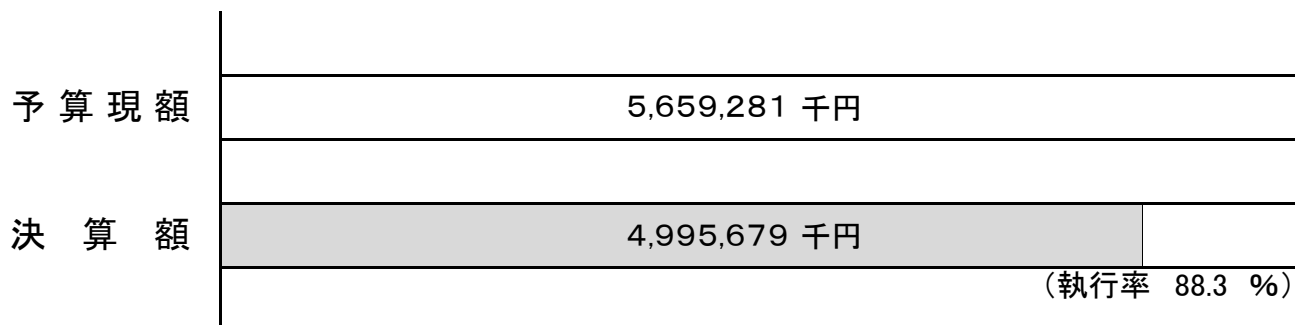 予算現額 5,659,281 千円
決算額 4,995,679 千円
（執行率 88.3 %）